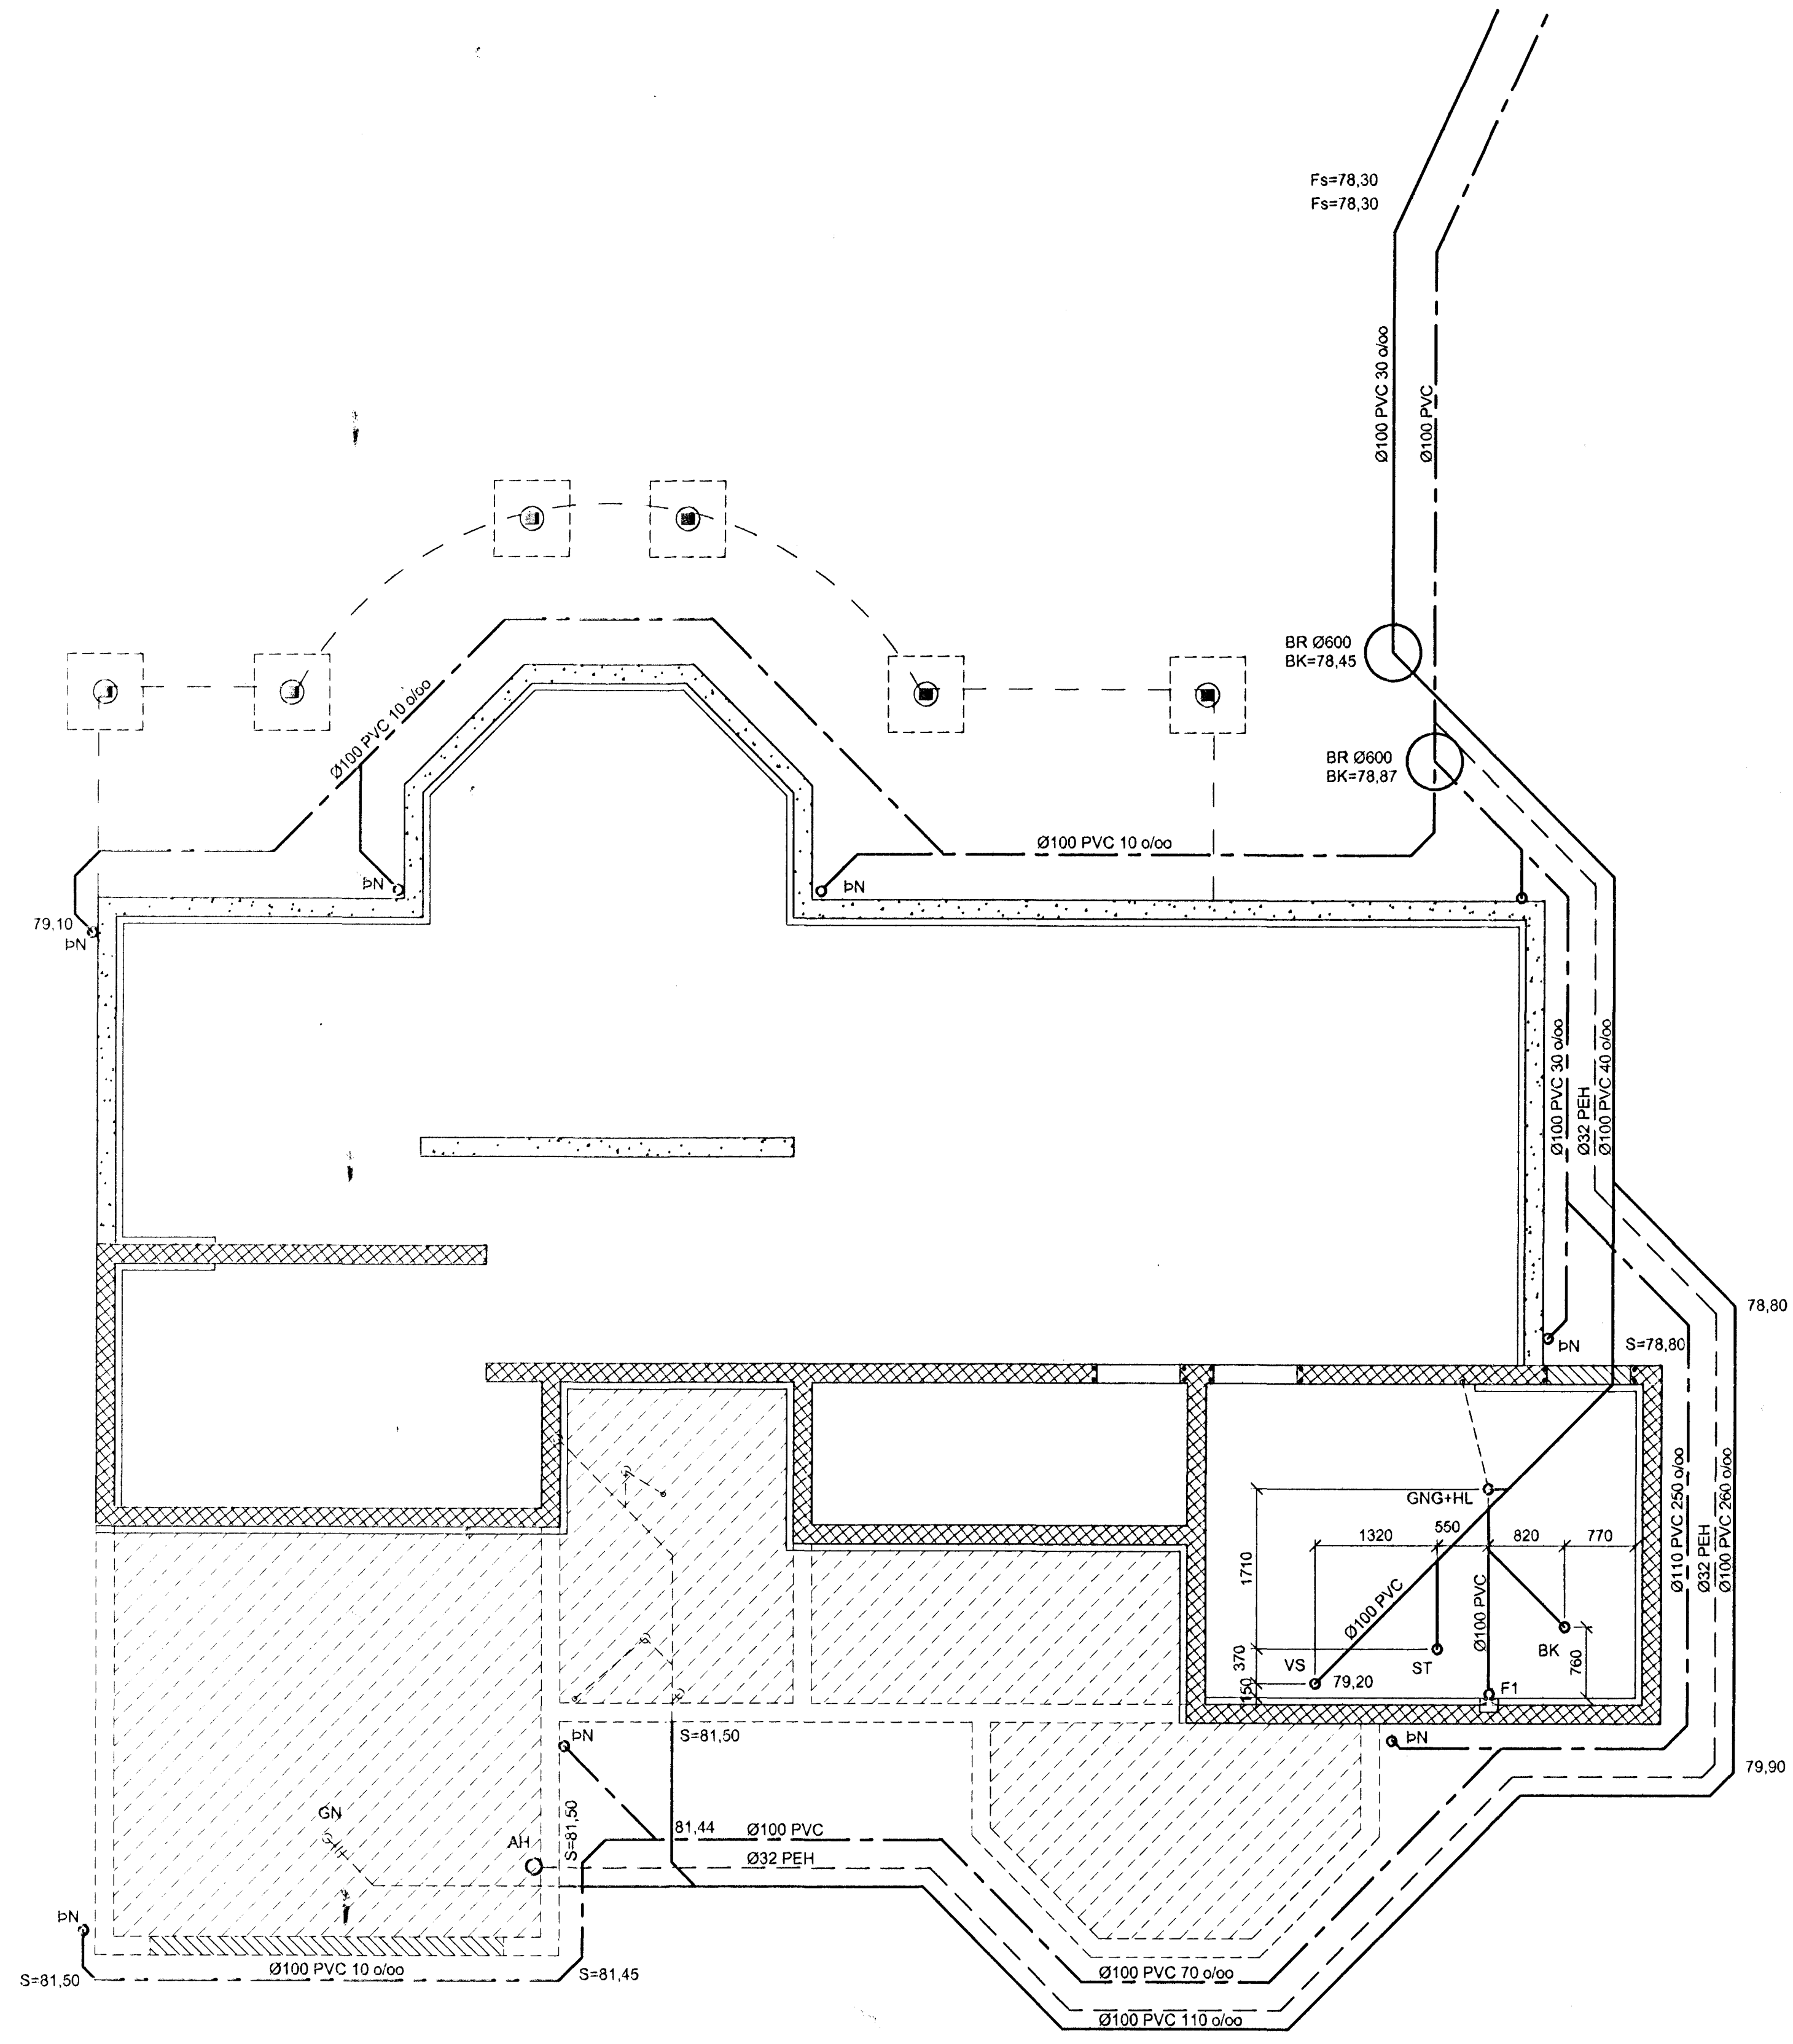 Fs=78,30
Fs=78,30
Ø100 PVC 30 o/oo
Ø100 PVC
BR Ø600
BK=78,45
Ø100 PVC 10 o/oo
BR Ø600
BK=78,87
Ø100 PVC 10 o/oo
ÞN
ÞN
79,10
ÞN
Ø100 PVC 30 o/oo
Ø32 PEH
Ø100 PVC 40 o/oo
78,80
ÞN
S=78,80
GNG+HL
1320
550
820
770
1710
Ø100 PVC
Ø100 PVC
Ø110 PVC 250 o/oo
Ø32 PEH
Ø100 PVC 260 o/oo
370
150
VS
79,20
ST
BK
760
F1
ÞN
S=81,50
ÞN
79,90
GN
AH
S=81,50
81,44
Ø100 PVC
Ø32 PEH
ÞN
S=81,50
Ø100 PVC 10 o/oo
S=81,45
Ø100 PVC 70 o/oo
Ø100 PVC 110 o/oo